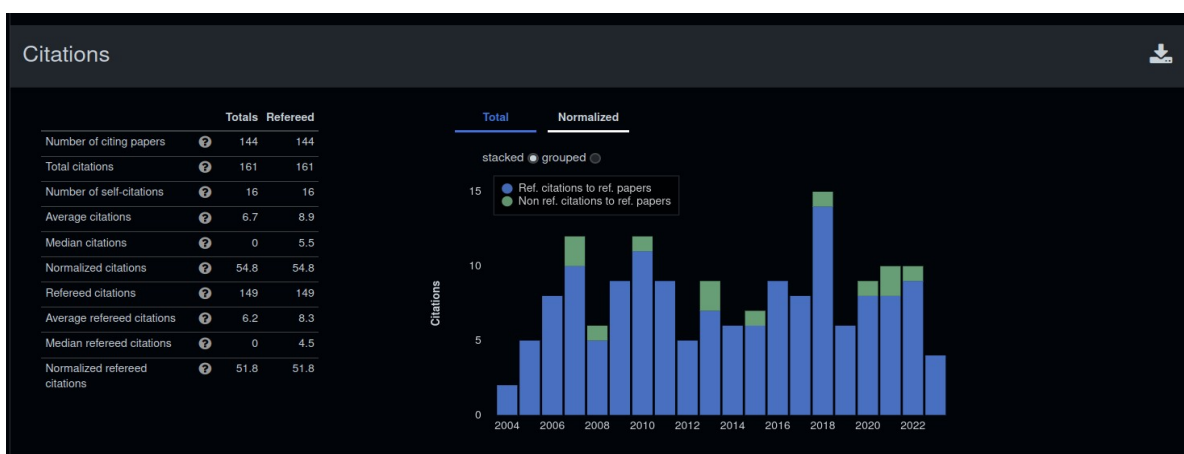 Citations
Totals Refereed
Number of citing papers ? 144 144
Total citations ? 161 161
Number of self-citations ? 16 16
Average citations ? 6.7 8.9
Median citations ? 0 5.5
Normalized citations ? 54.8 54.8
Refereed citations ? 149 149
Average refereed citations ? 6.2 8.3
Median refereed citations ? 0 4.5
Normalized refereed ? 51.8 51.8
citations
Total Normalized
stacked grouped
Ref. citations to ref. papers
Non ref. citations to ref. papers
15
10
5
0
Citations
2004 2006 2008 2010 2012 2014 2016 2018 2020 2022